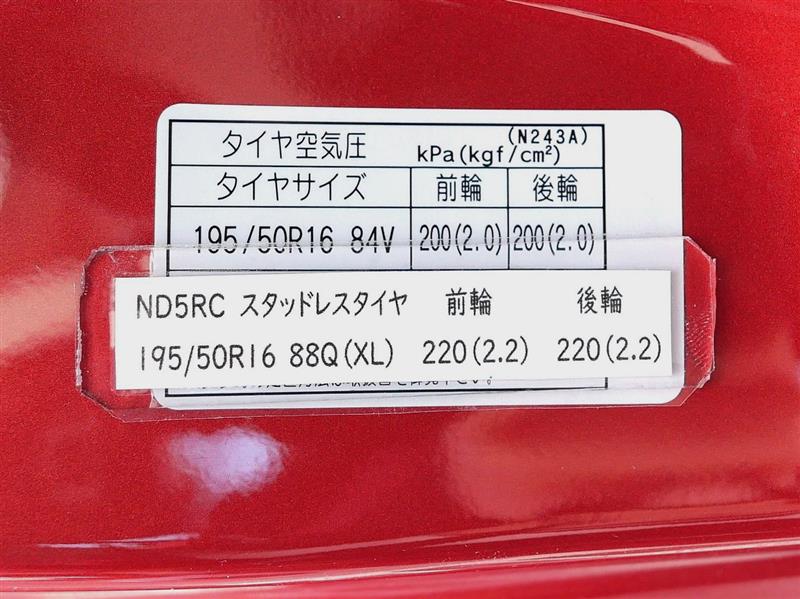 タイヤ空気圧 kPa(kgf/cm²) (N243A)
タイヤサイズ 前輪 後輪
195/50R16 84V 200(2.0) 200(2.0)
ND5RC スタッドレスタイヤ 前輪 後輪
195/50R16 88Q(XL) 220(2.2) 220(2.2)